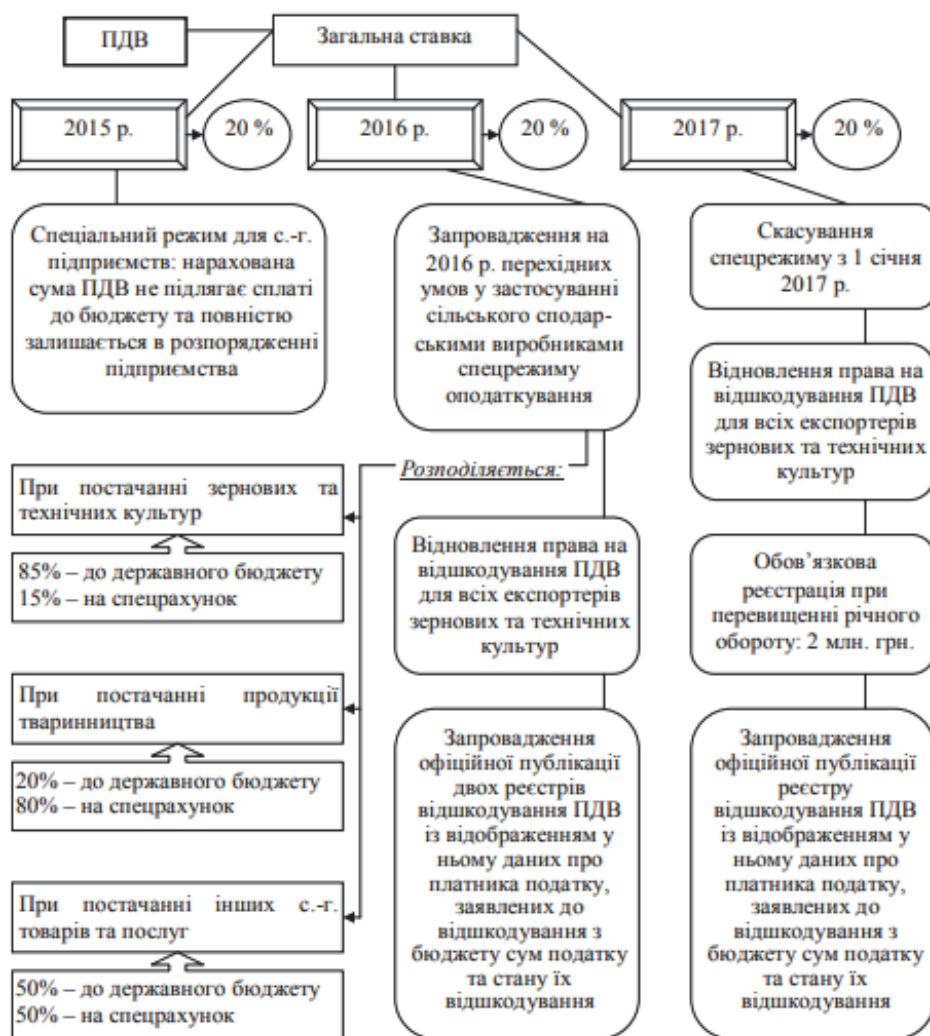 ПДВ
Загальна ставка
2015 р.
20 %
2016 р.
20 %
2017 р.
20 %
Спеціальний режим для с.-г.
підприємств: нарахована
сума ПДВ не підлягає сплаті
до бюджету та повністю
залишається в розпорядженні
підприємства
Запровадження на
2016 р. перехідних
умов у застосуванні
сільського сподар-
ськими виробниками
спецрежиму
оподаткування
Скасування
спецрежиму з 1 січня
2017 р.
Відновлення права на
відшкодування ПДВ
для всіх експортерів
зернових та технічних
культур
Розподіляється:
При постачанні зернових та
технічних культур
85% – до державного бюджету
15% – на спецрахунок
Відновлення права на
відшкодування ПДВ
для всіх експортерів
зернових та технічних
культур
Обов’язкова
реєстрація при
перевищенні річного
обороту: 2 млн. грн.
При постачанні продукції
тваринництва
20% – до державного бюджету
80% – на спецрахунок
Запровадження
офіційної публікації
двох реєстрів
відшкодування ПДВ
із відображенням у
ньому даних про
платника податку,
заявлених до
відшкодування з
бюджету сум податку
та стану їх
відшкодування
Запровадження
офіційної публікації
реєстру
відшкодування ПДВ
із відображенням у
ньому даних про
платника податку,
заявлених до
відшкодування з
бюджету сум податку
та стану їх
відшкодування
При постачанні інших с.-г.
товарів та послуг
50% – до державного бюджету
50% – на спецрахунок